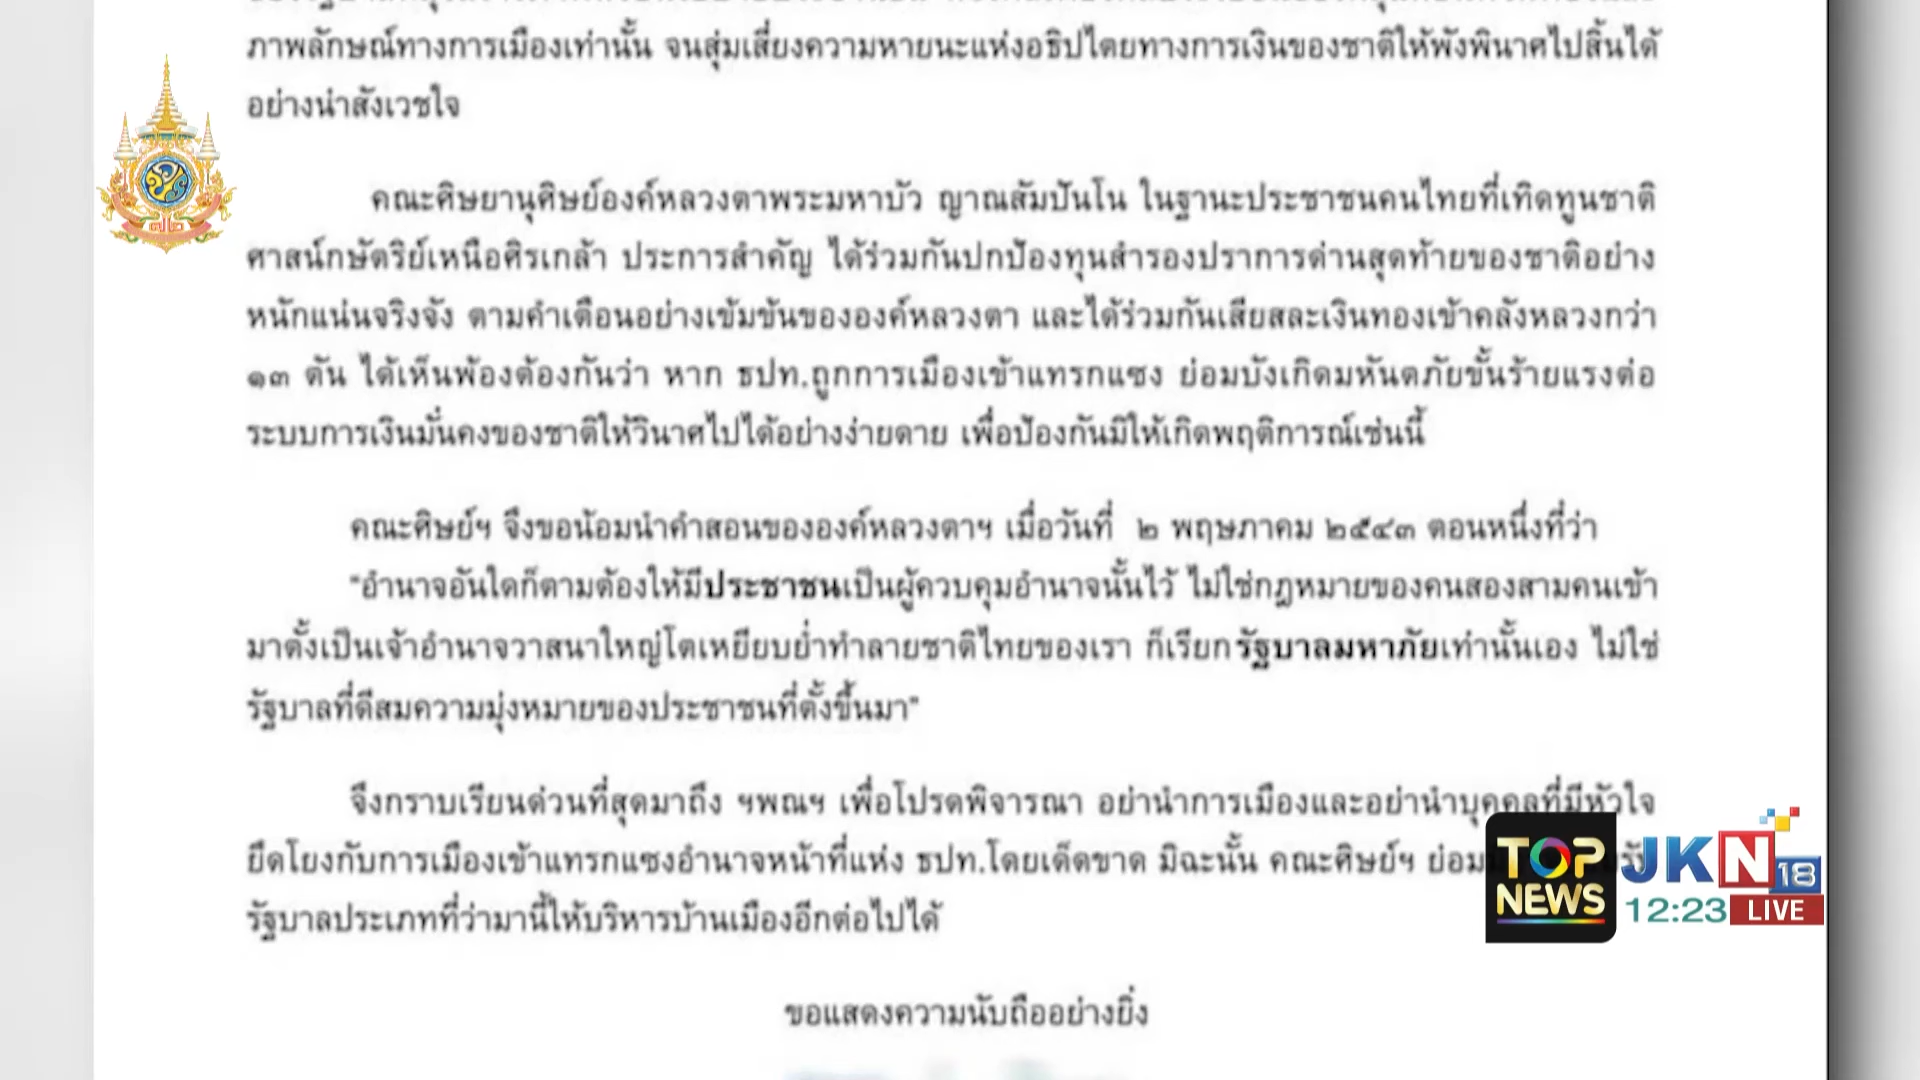 ภาพลักษณ์ทางการเมืองเท่านั้น จนสุ่มเสี่ยงความหายนะแห่งอธิปไตยทางการเงินของชาติให้พังพินาศไปสิ้นได้
อย่างน่าสังเวชใจ
คณะศิษยานุศิษย์องค์หลวงตาพระมหาบัว ญาณสัมปันโน ในฐานะประชาชนคนไทยที่เทิดทูนชาติ
ศาสน์กษัตริย์เหนือศิรเกล้า ประการสำคัญ ได้ร่วมกันปกป้องทุนสำรองปราการด่านสุดท้ายของชาติอย่าง
หนักแน่นจริงจัง ตามคำเตือนอย่างเข้มข้นขององค์หลวงตา และได้ร่วมกันเสียสละเงินทองเข้าคลังหลวงกว่า
๑๓ ตัน ได้เห็นพ้องต้องกันว่า หาก ธปท.ถูกการเมืองเข้าแทรกแซง ย่อมบังเกิดมหันตภัยขั้นร้ายแรงต่อ
ระบบการเงินมั่นคงของชาติให้วินาศไปได้อย่างง่ายดาย เพื่อป้องกันมิให้เกิดพฤติการณ์เช่นนี้
คณะศิษย์ฯ จึงขอน้อมนำคำสอนขององค์หลวงตาฯ เมื่อวันที่ ๒ พฤษภาคม ๒๕๔๓ ตอนหนึ่งที่ว่า
"อำนาจอันใดก็ตามต้องให้มีประชาชนเป็นผู้ควบคุมอำนาจนั้นไว้ ไม่ใช่กฎหมายของคนสองสามคนเข้า
มาตั้งเป็นเจ้าอำนาจวาสนาใหญ่โตเหยียบย่ำทำลายชาติไทยของเรา ก็เรียกรัฐบาลมหาภัยเท่านั้นเอง ไม่ใช่
รัฐบาลที่ดีสมความมุ่งหมายของประชาชนที่ตั้งขึ้นมา"
จึงกราบเรียนด่วนที่สุดมาถึง ฯพณฯ เพื่อโปรดพิจารณา อย่านำการเมืองและอย่านำบุคคลที่มีหัวใจ
ยึดโยงกับการเมืองเข้าแทรกแซงอำนาจหน้าที่แห่ง ธปท.โดยเด็ดขาด มิฉะนั้น คณะศิษย์ฯ ย่อม
รัฐบาลประเภทที่ว่ามานี้ให้บริหารบ้านเมืองอีกต่อไปได้
ขอแสดงความนับถืออย่างยิ่ง
TOP NEWS
JKN 18
12:23 LIVE